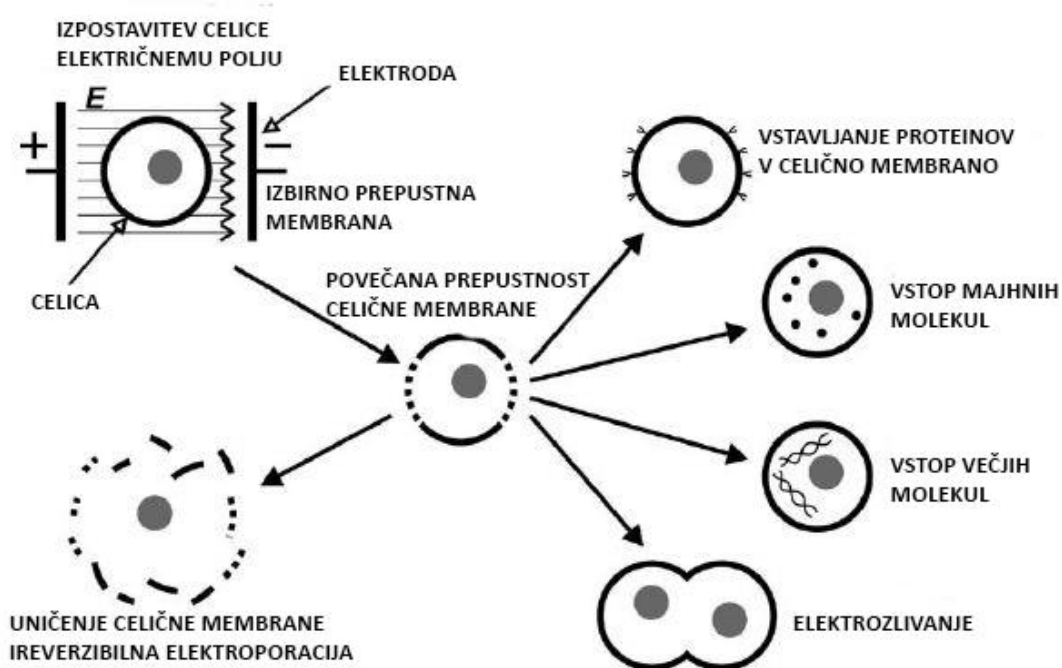 IZPOSTAVITEV CELICE
ELEKTRIČNEMU POLJU
ELEKTRODA
E
+
−
IZBIRNO PREPUSTNA
MEMBRANA
CELICA
POVEČANA PREPUSTNOST
CELIČNE MEMBRANE
VSTAVLJANJE PROTEINOV
V CELIČNO MEMBRANO
VSTOP MAJHNIH
MOLEKUL
VSTOP VEČJIH
MOLEKUL
ELEKTROZLIVANJE
UNIČENJE CELIČNE MEMBRANE
IREVERZIBILNA ELEKTROPORACIJA